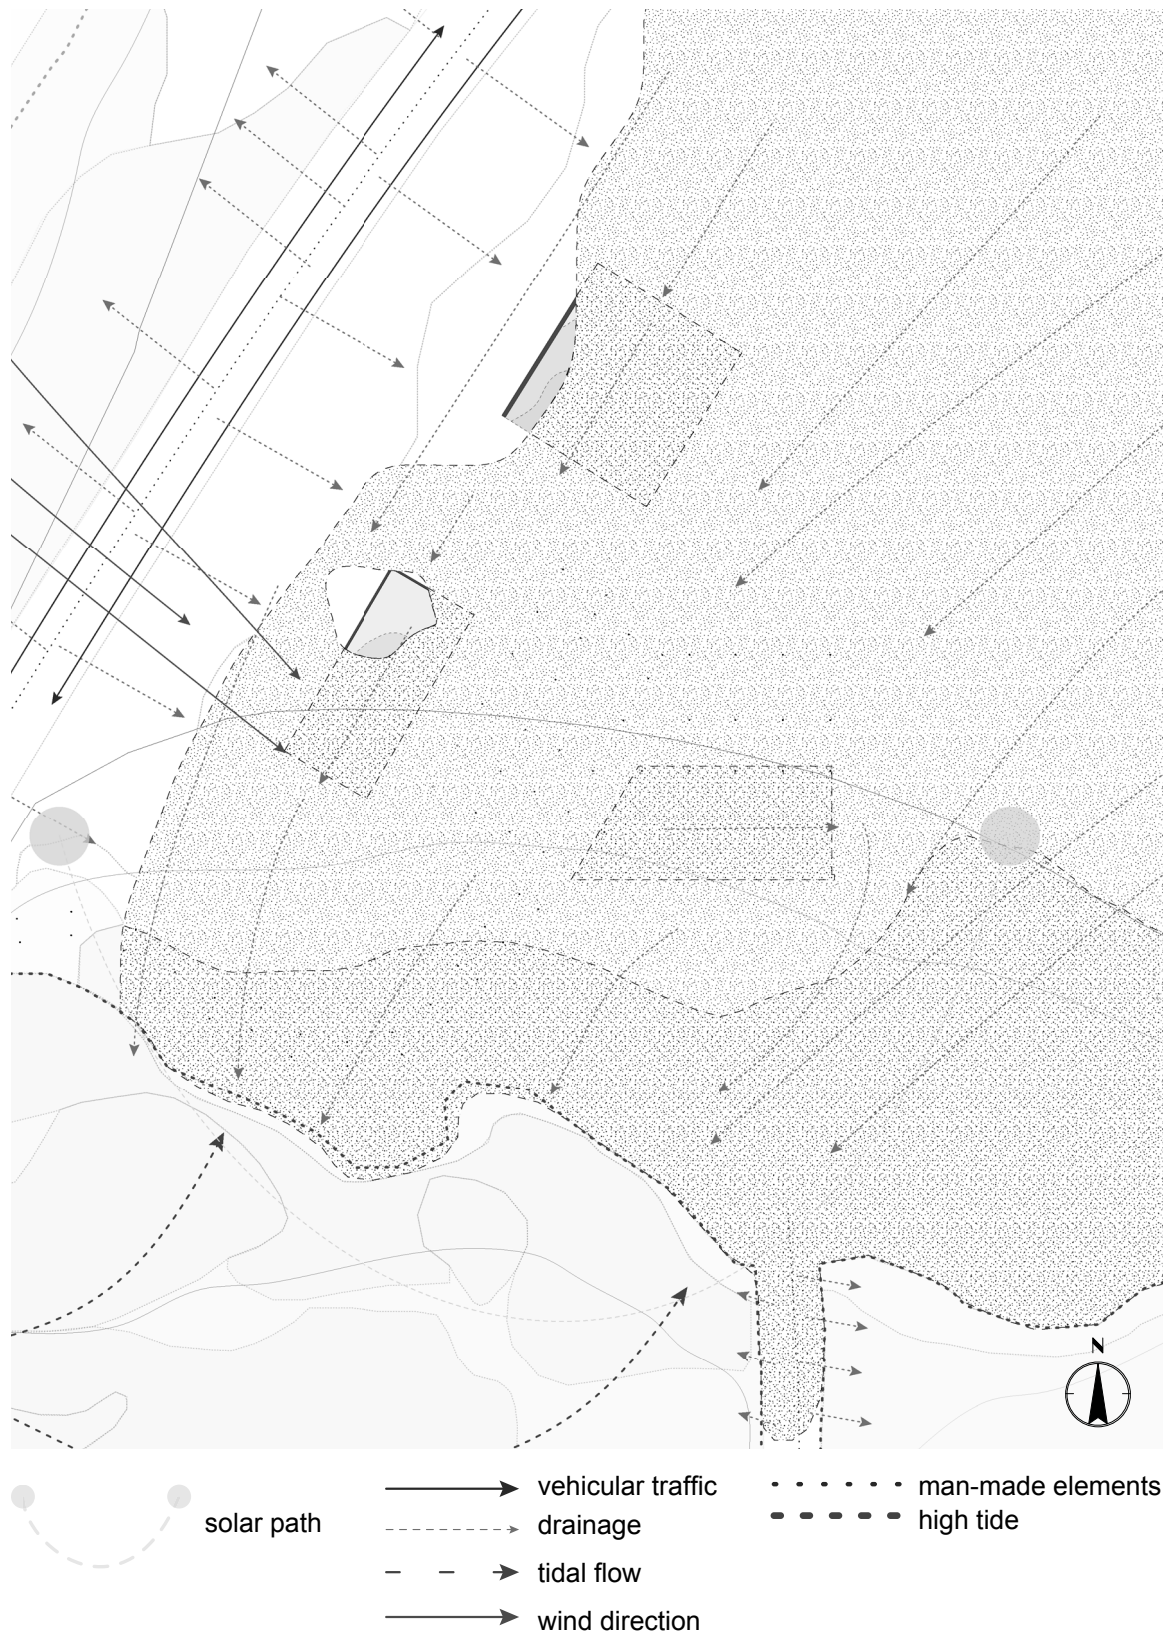 N
solar path
vehicular traffic
drainage
tidal flow
wind direction
man-made elements
high tide